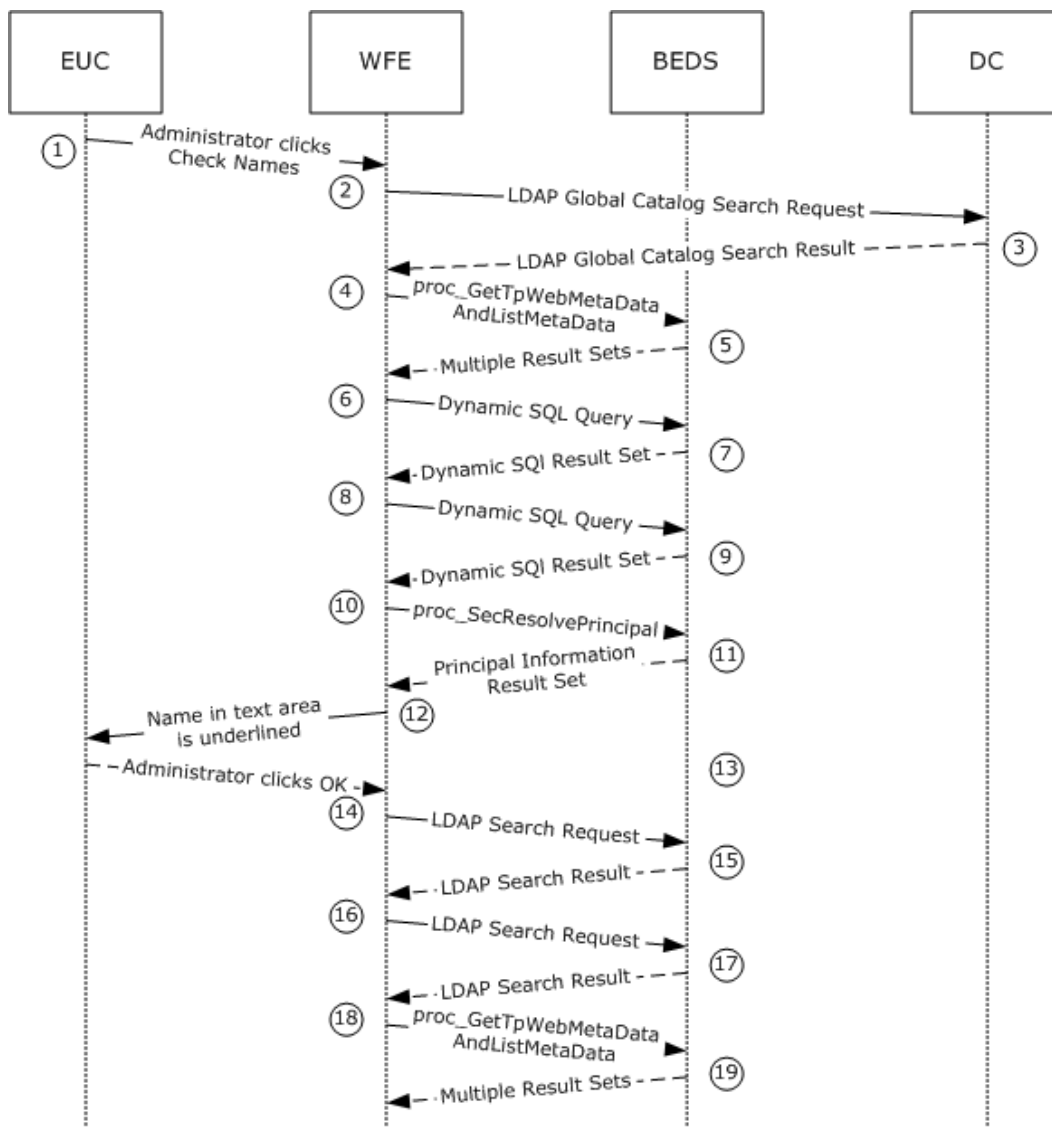 EUC
WFE
BEDS
DC
1
Administrator clicks
Check Names
2
LDAP Global Catalog Search Request
3
LDAP Global Catalog Search Result
4
proc_GetTpWebMetaData
AndListMetaData
5
Multiple Result Sets
6
Dynamic SQL Query
7
Dynamic SQl Result Set
8
Dynamic SQL Query
9
Dynamic SQl Result Set
10
proc_SecResolvePrincipal
11
Principal Information
Result Set
12
Name in text area
is underlined
13
Administrator clicks OK
14
LDAP Search Request
15
LDAP Search Result
16
LDAP Search Request
17
LDAP Search Result
18
proc_GetTpWebMetaData
AndListMetaData
19
Multiple Result Sets